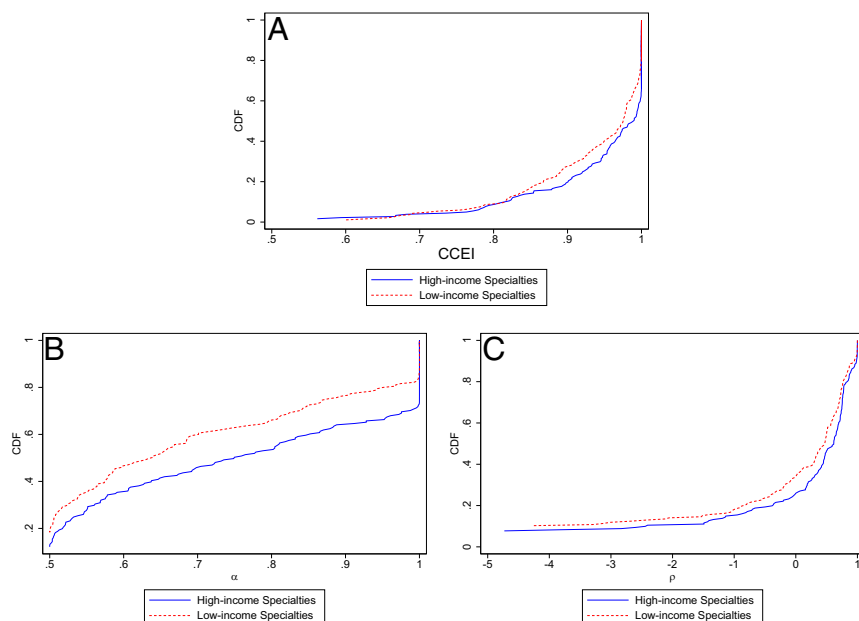 A
CDF
0 .2 .4 .6 .8 1
.5 .6 .7 .8 .9 1
CCEI
High-income Specialties
Low-income Specialties
B
CDF
.2 .4 .6 .8 1
.5 .6 .7 .8 .9 1
α
High-income Specialties
Low-income Specialties
C
CDF
0 .2 .4 .6 .8 1
-5 -4 -3 -2 -1 0 1
ρ
High-income Specialties
Low-income Specialties